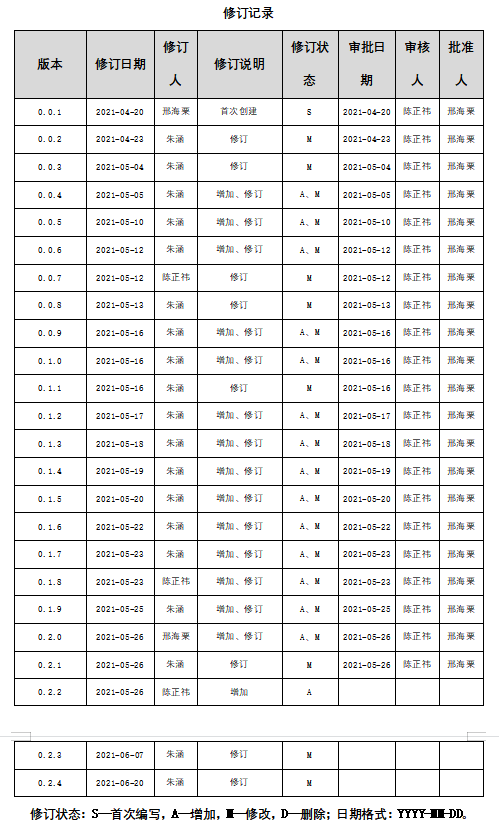 修订记录
版本 修订日期 修订人 修订说明 修订状态 审批日期 审核人 批准人
0.0.1 2021-04-20 邢海栗 首次创建 S 2021-04-20 陈正祎 邢海栗
0.0.2 2021-04-23 朱涵 修订 M 2021-04-23 陈正祎 邢海栗
0.0.3 2021-05-04 朱涵 修订 M 2021-05-04 陈正祎 邢海栗
0.0.4 2021-05-05 朱涵 增加、修订 A、M 2021-05-05 陈正祎 邢海栗
0.0.5 2021-05-10 朱涵 增加、修订 A、M 2021-05-10 陈正祎 邢海栗
0.0.6 2021-05-12 朱涵 增加、修订 A、M 2021-05-12 陈正祎 邢海栗
0.0.7 2021-05-12 陈正祎 修订 M 2021-05-12 陈正祎 邢海栗
0.0.8 2021-05-13 朱涵 修订 M 2021-05-13 陈正祎 邢海栗
0.0.9 2021-05-16 朱涵 增加、修订 A、M 2021-05-16 陈正祎 邢海栗
0.1.0 2021-05-16 朱涵 增加、修订 A、M 2021-05-16 陈正祎 邢海栗
0.1.1 2021-05-16 朱涵 修订 M 2021-05-16 陈正祎 邢海栗
0.1.2 2021-05-17 朱涵 增加、修订 A、M 2021-05-17 陈正祎 邢海栗
0.1.3 2021-05-18 朱涵 增加、修订 A、M 2021-05-18 陈正祎 邢海栗
0.1.4 2021-05-19 朱涵 增加、修订 A、M 2021-05-19 陈正祎 邢海栗
0.1.5 2021-05-20 朱涵 增加、修订 A、M 2021-05-20 陈正祎 邢海栗
0.1.6 2021-05-22 朱涵 增加、修订 A、M 2021-05-22 陈正祎 邢海栗
0.1.7 2021-05-23 朱涵 增加、修订 A、M 2021-05-23 陈正祎 邢海栗
0.1.8 2021-05-23 陈正祎 增加、修订 A、M 2021-05-23 陈正祎 邢海栗
0.1.9 2021-05-25 朱涵 增加、修订 A、M 2021-05-25 陈正祎 邢海栗
0.2.0 2021-05-26 邢海栗 增加、修订 A、M 2021-05-26 陈正祎 邢海栗
0.2.1 2021-05-26 朱涵 修订 M 2021-05-26 陈正祎 邢海栗
0.2.2 2021-05-26 陈正祎 增加 A
0.2.3 2021-06-07 朱涵 修订 M
0.2.4 2021-06-20 朱涵 修订 M
修订状态：S—首次编写，A—增加，M—修改，D—删除；日期格式：YYYY-MM-DD。